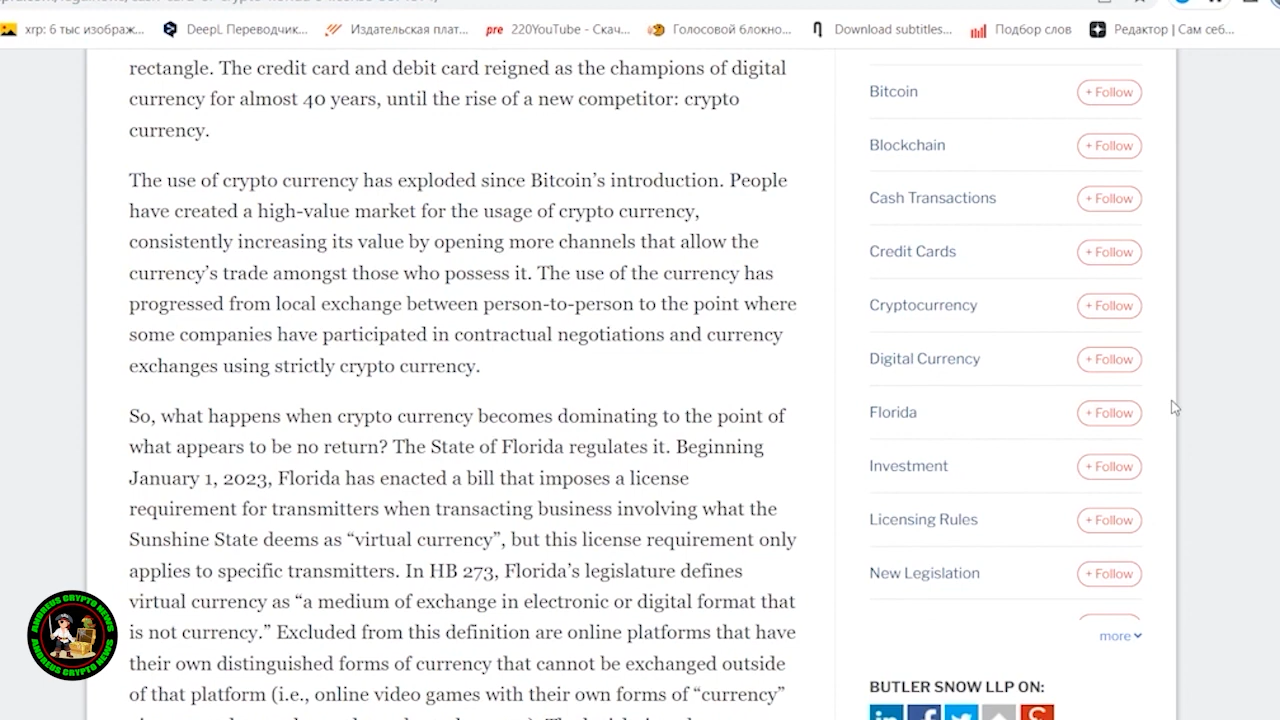 xrp: 6 тыс изображ...
DeepL Переводчик...
Издательская плат...
pre 220YouTube - Скач...
Голосовой блокно...
Download subtitles...
Подбор слов
Редактор | Сам себ...
rectangle. The credit card and debit card reigned as the champions of digital
currency for almost 40 years, until the rise of a new competitor: crypto
currency.
The use of crypto currency has exploded since Bitcoin’s introduction. People
have created a high-value market for the usage of crypto currency,
consistently increasing its value by opening more channels that allow the
currency’s trade amongst those who possess it. The use of the currency has
progressed from local exchange between person-to-person to the point where
some companies have participated in contractual negotiations and currency
exchanges using strictly crypto currency.
So, what happens when crypto currency becomes dominating to the point of
what appears to be no return? The State of Florida regulates it. Beginning
January 1, 2023, Florida has enacted a bill that imposes a license
requirement for transmitters when transacting business involving what the
Sunshine State deems as “virtual currency”, but this license requirement only
applies to specific transmitters. In HB 273, Florida’s legislature defines
virtual currency as “a medium of exchange in electronic or digital format that
is not currency.” Excluded from this definition are online platforms that have
their own distinguished forms of currency that cannot be exchanged outside
of that platform (i.e., online video games with their own forms of “currency”
Bitcoin + Follow
Blockchain + Follow
Cash Transactions + Follow
Credit Cards + Follow
Cryptocurrency + Follow
Digital Currency + Follow
Florida + Follow
Investment + Follow
Licensing Rules + Follow
New Legislation + Follow
more
BUTLER SNOW LLP ON:
ANDREUS CRYPTO NEWS
ANDREUS CRYPTO NEWS